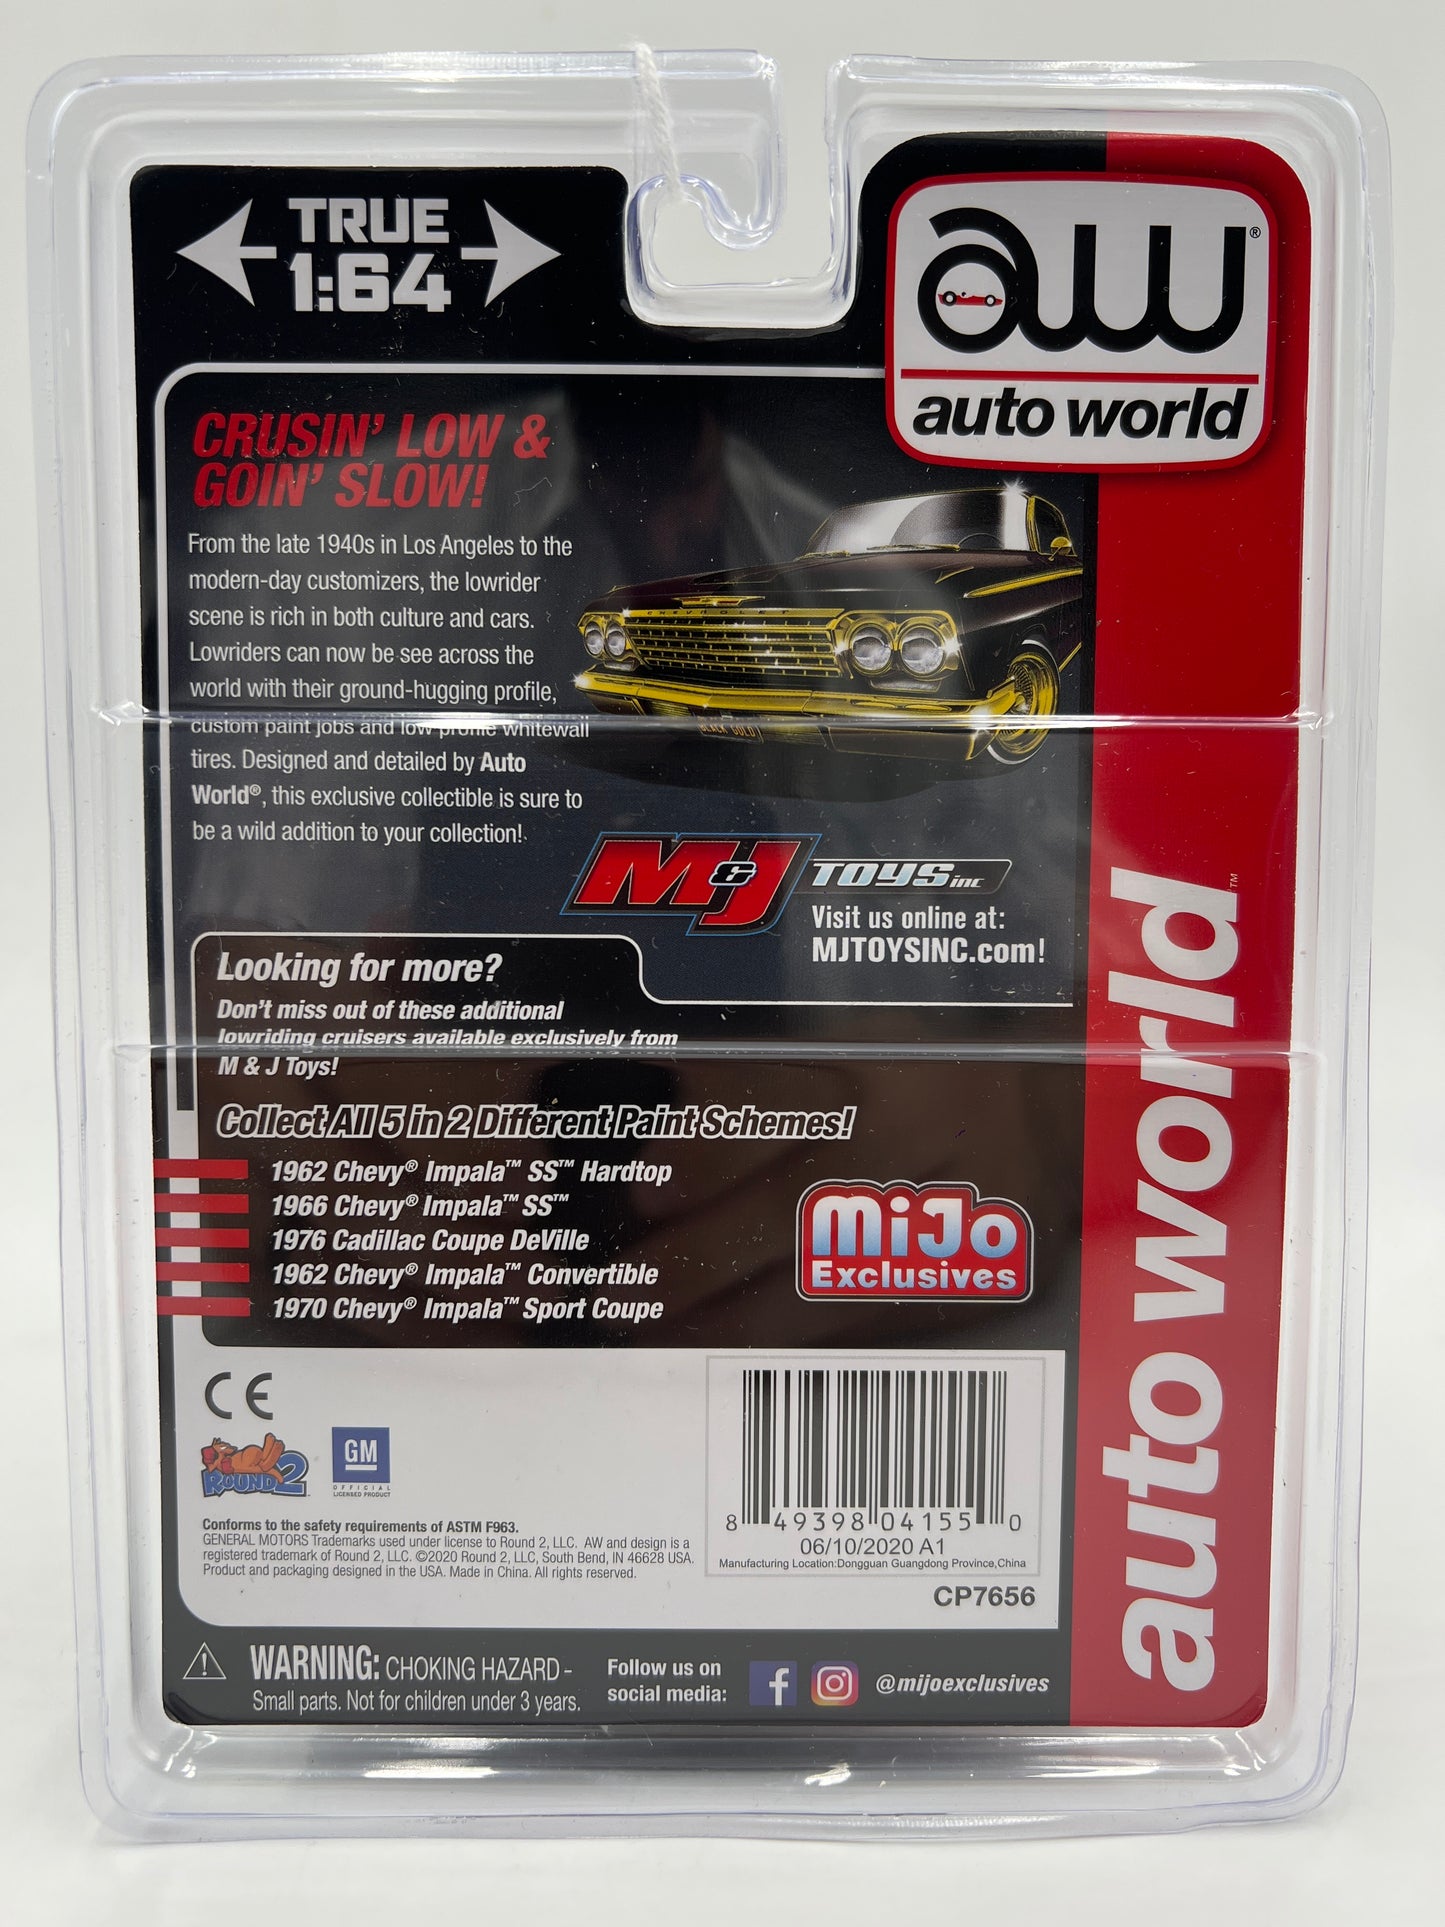 TRUE
1:64
aw®
auto world
CRUSIN' LOW &
GOIN' SLOW!
From the late 1940s in Los Angeles to the
modern-day customizers, the lowrider
scene is rich in both culture and cars.
Lowriders can now be see across the
world with their ground-hugging profile,
custom paint jobs and low profile whitewall
tires. Designed and detailed by Auto
World®, this exclusive collectible is sure to
be a wild addition to your collection!
CHEVROLET
BLACK GOLD
M&J TOYS inc
Visit us online at:
MJTOYSINC.com!
Looking for more?
Don't miss out of these additional
lowriding cruisers available exclusively from
M & J Toys!
Collect All 5 in 2 Different Paint Schemes!
1962 Chevy® Impala™ SS™ Hardtop
1966 Chevy® Impala™ SS™
1976 Cadillac Coupe DeVille
1962 Chevy® Impala™ Convertible
1970 Chevy® Impala™ Sport Coupe
MiJo
Exclusives
auto world™
CE
ROUND 2
GM
OFFICIAL
LICENSED PRODUCT
Conforms to the safety requirements of ASTM F963.
GENERAL MOTORS Trademarks used under license to Round 2, LLC. AW and design is a
registered trademark of Round 2, LLC. ©2020 Round 2, LLC, South Bend, IN 46628 USA.
Product and packaging designed in the USA. Made in China. All rights reserved.
8 49398 04155 0
06/10/2020 A1
Manufacturing Location:Dongguan Guangdong Province,China
CP7656
WARNING: CHOKING HAZARD -
Small parts. Not for children under 3 years.
Follow us on
social media:
@mijoexclusives